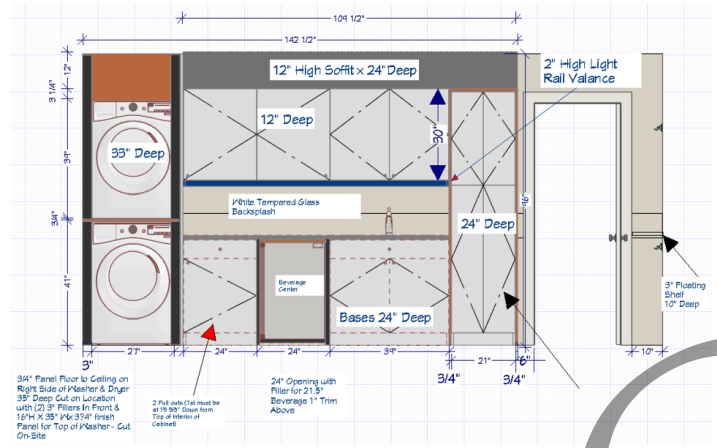 109 1/2"
142 1/2"
12"
12" High Soffit x 24" Deep
2" High Light
Rail Valance
3 1/4"
12" Deep
30"
33" Deep
39"
96"
White Tempered Glass
Backsplash
24" Deep
3/4"
Beverage
Center
41"
Bases 24" Deep
3" Floating
Shelf
10" Deep
3"
27"
24"
24"
39"
21"
6"
10"
3/4"
3/4"
3/4" Panel Floor to Ceiling on
Right Side of Washer & Dryer
35" Deep Cut on Location
with (2) 3" Fillers In Front &
16"H X 35" Wx 3?4" finish
Panel for Top of Washer - Cut
On-Site
2 Pull outs (1st must be
at 15 5/8" Down from
Top of Interior of
Cabinet)
24" Opening with
Filler for 21.5"
Beverage 1" Trim
Above